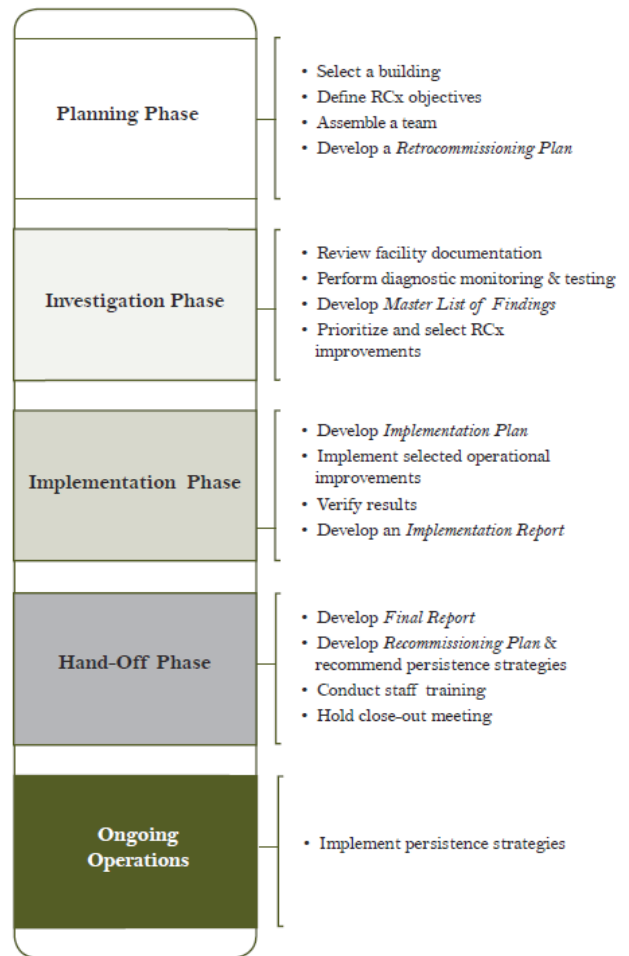 Planning Phase
• Select a building
• Define RCx objectives
• Assemble a team
• Develop a Retrocommissioning Plan
Investigation Phase
• Review facility documentation
• Perform diagnostic monitoring & testing
• Develop Master List of Findings
• Prioritize and select RCx
improvements
Implementation Phase
• Develop Implementation Plan
• Implement selected operational
improvements
• Verify results
• Develop an Implementation Report
Hand-Off Phase
• Develop Final Report
• Develop Recommissioning Plan &
recommend persistence strategies
• Conduct staff training
• Hold close-out meeting
Ongoing
Operations
• Implement persistence strategies